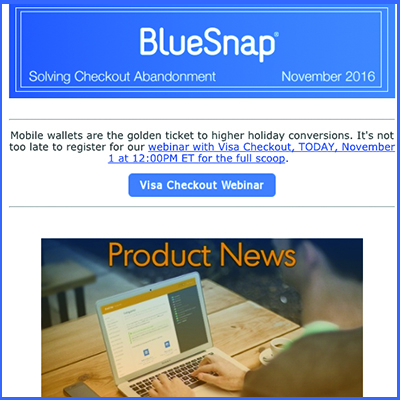 BlueSnap®
Solving Checkout Abandonment November 2016
Mobile wallets are the golden ticket to higher holiday conversions. It's not
too late to register for our webinar with Visa Checkout, TODAY, November
1 at 12:00PM ET for the full scoop.
Visa Checkout Webinar
Product News